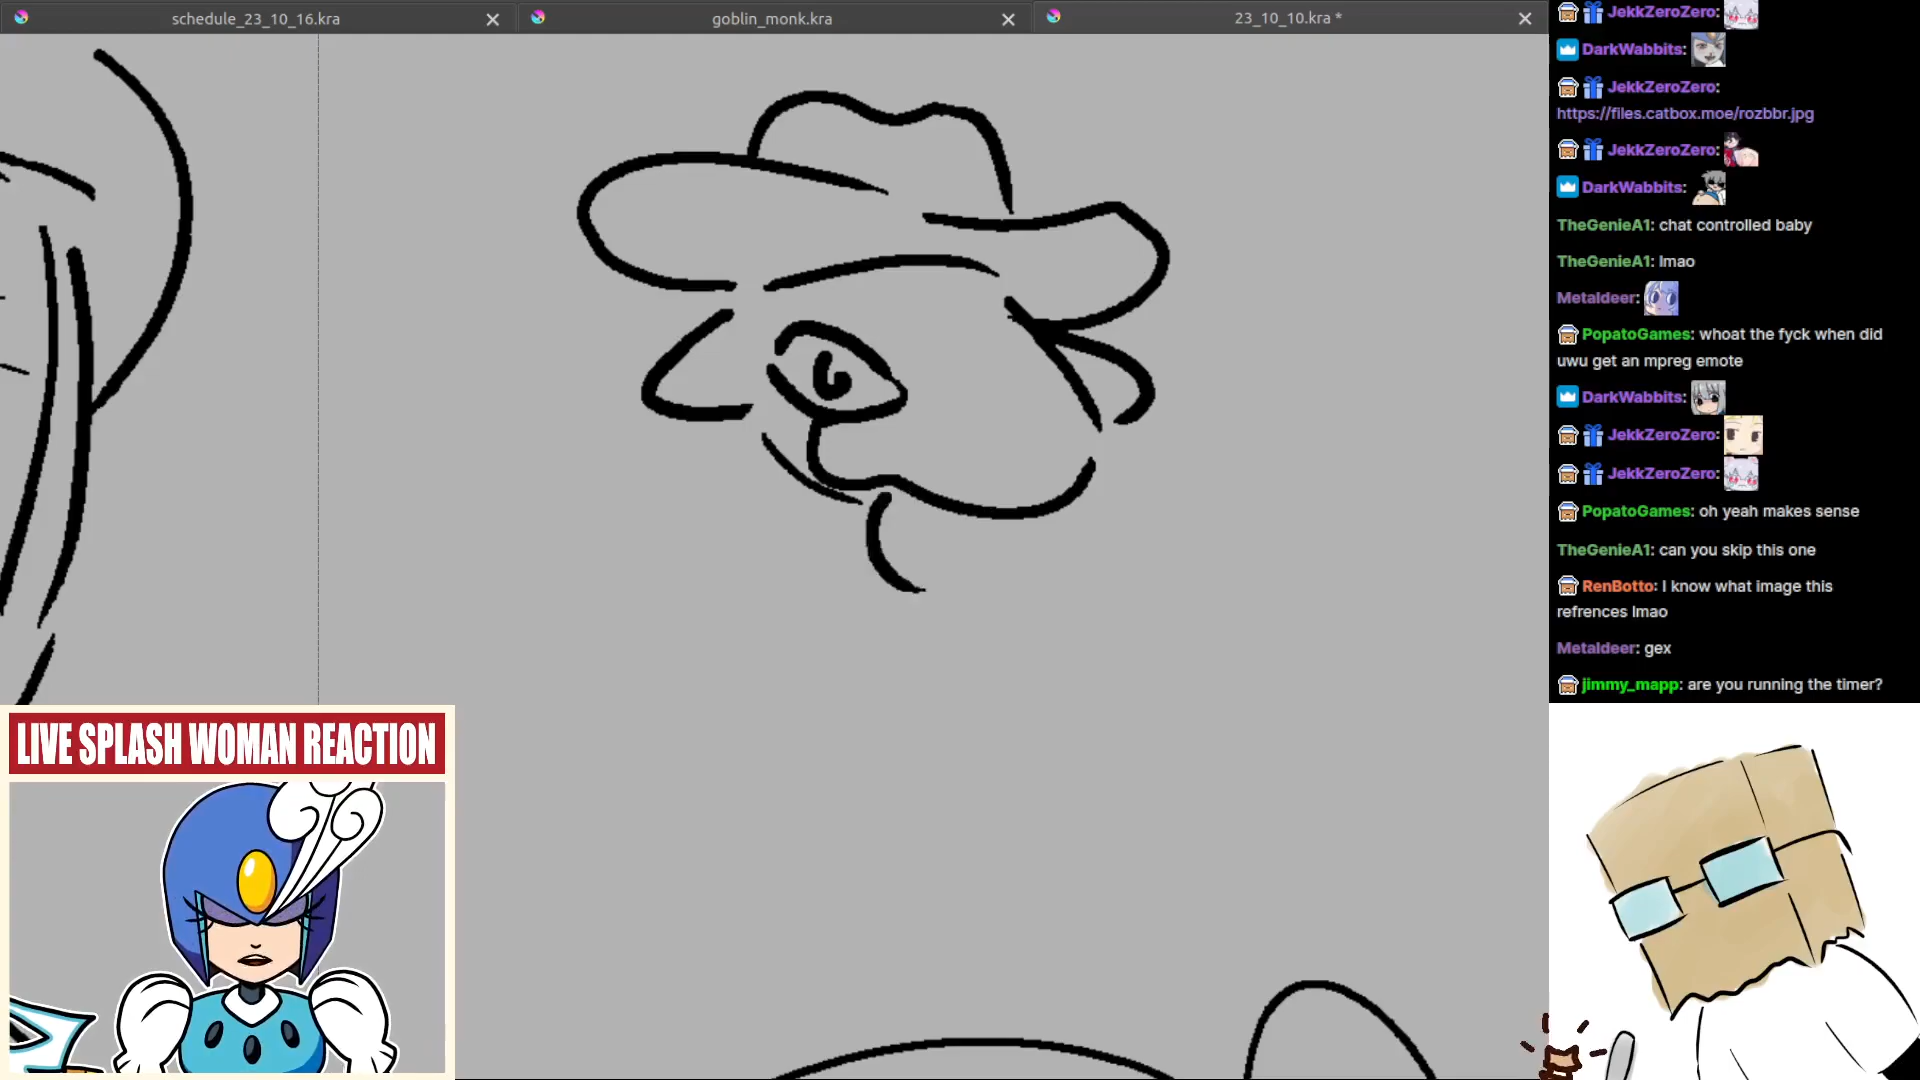 schedule_23_10_16.kra
goblin_monk.kra
23_10_10.kra *
JekkZeroZero:
DarkWabbits:
JekkZeroZero:
https://files.catbox.moe/rozbbr.jpg
JekkZeroZero:
DarkWabbits:
TheGenieA1: chat controlled baby
TheGenieA1: lmao
Metaldeer:
PopatoGames: whoat the fyck when did
uwu get an mpreg emote
DarkWabbits:
JekkZeroZero:
JekkZeroZero:
PopatoGames: oh yeah makes sense
TheGenieA1: can you skip this one
RenBotto: I know what image this
refrences lmao
Metaldeer: gex
jimmy_mapp: are you running the timer?
LIVE SPLASH WOMAN REACTION